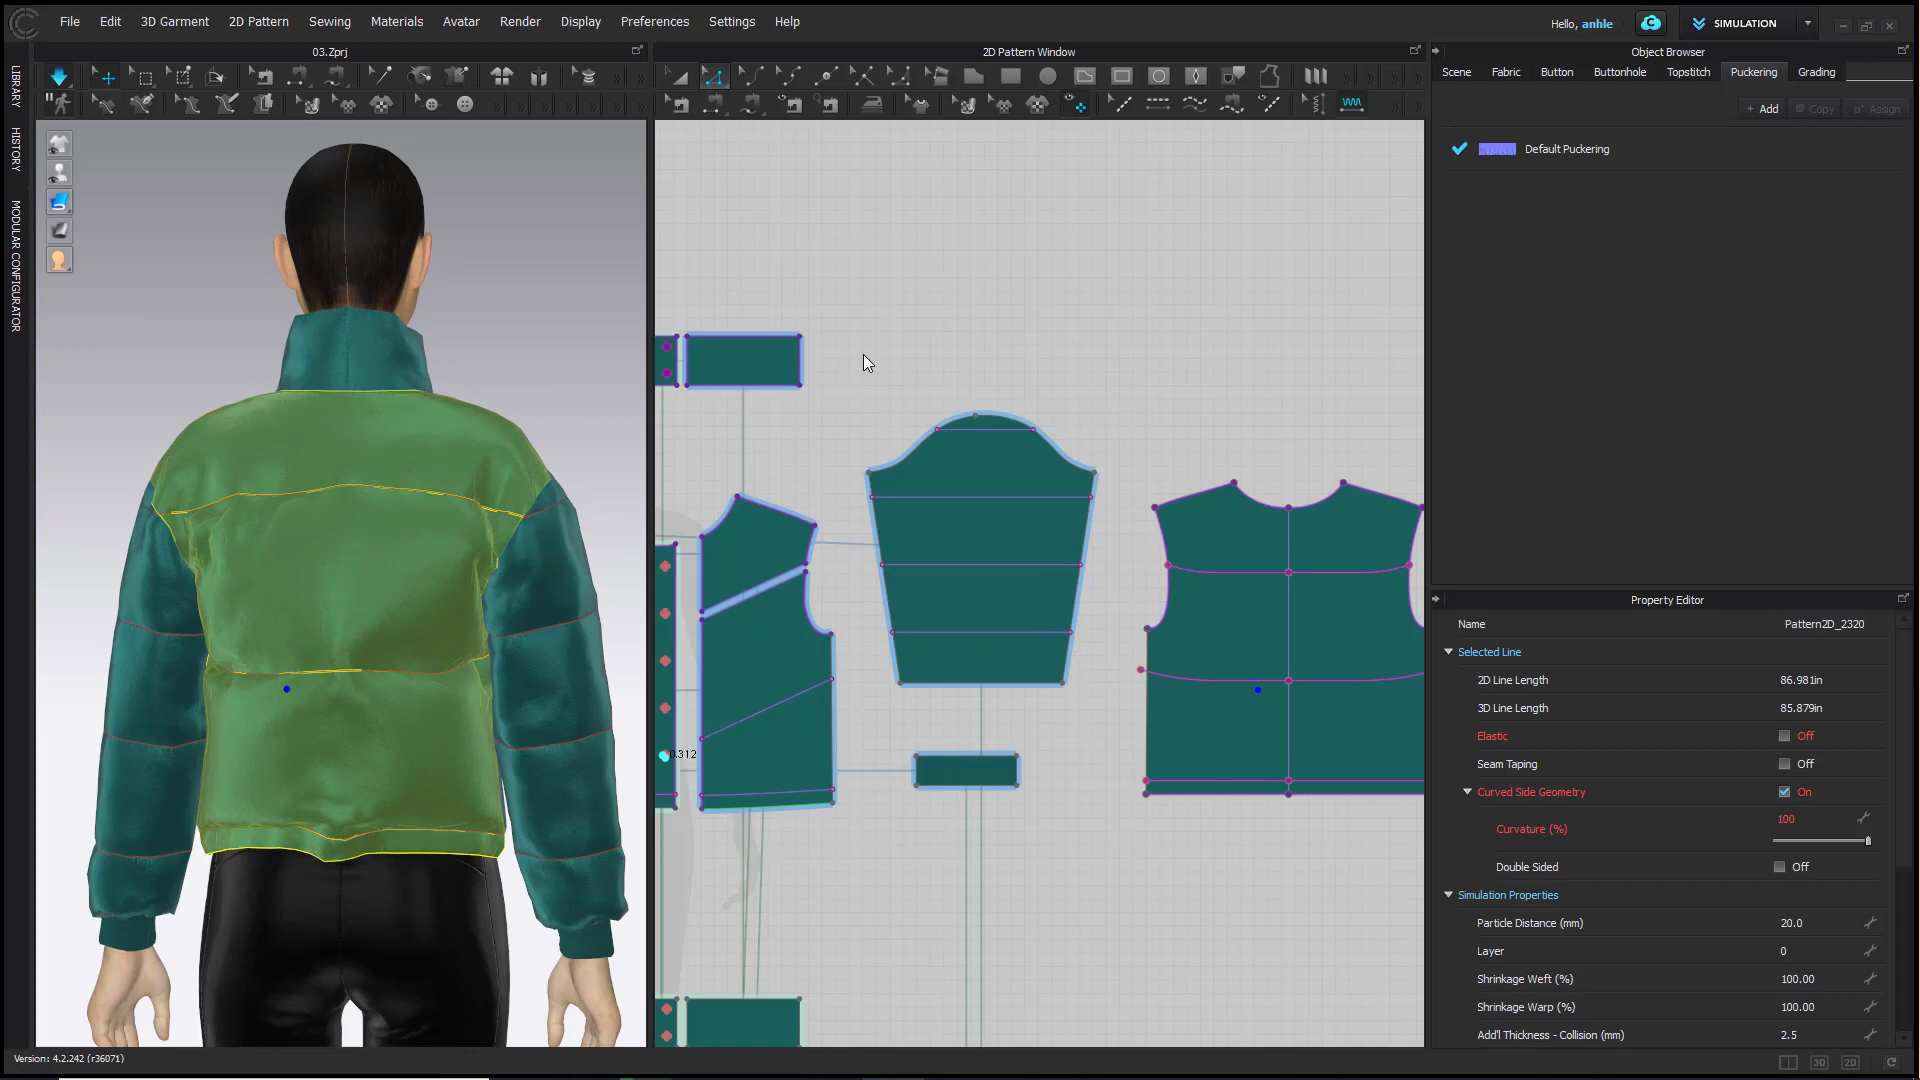 File Edit 3D Garment 2D Pattern Sewing Materials Avatar Render Display Preferences Settings Help
Hello, anhle
SIMULATION
03.Zprj
2D Pattern Window
Object Browser
LIBRARY
HISTORY
MODULAR CONFIGURATOR
Scene Fabric Button Buttonhole Topstitch Puckering Grading
+ Add Copy Assign
Default Puckering
0.312
Property Editor
Name Pattern2D_2320
Selected Line
2D Line Length 86.981in
3D Line Length 85.879in
Elastic Off
Seam Taping Off
Curved Side Geometry On
Curvature (%) 100
Double Sided Off
Simulation Properties
Particle Distance (mm) 20.0
Layer 0
Shrinkage Weft (%) 100.00
Shrinkage Warp (%) 100.00
Add'l Thickness - Collision (mm) 2.5
Version: 4.2.242 (r36071)
3D 2D